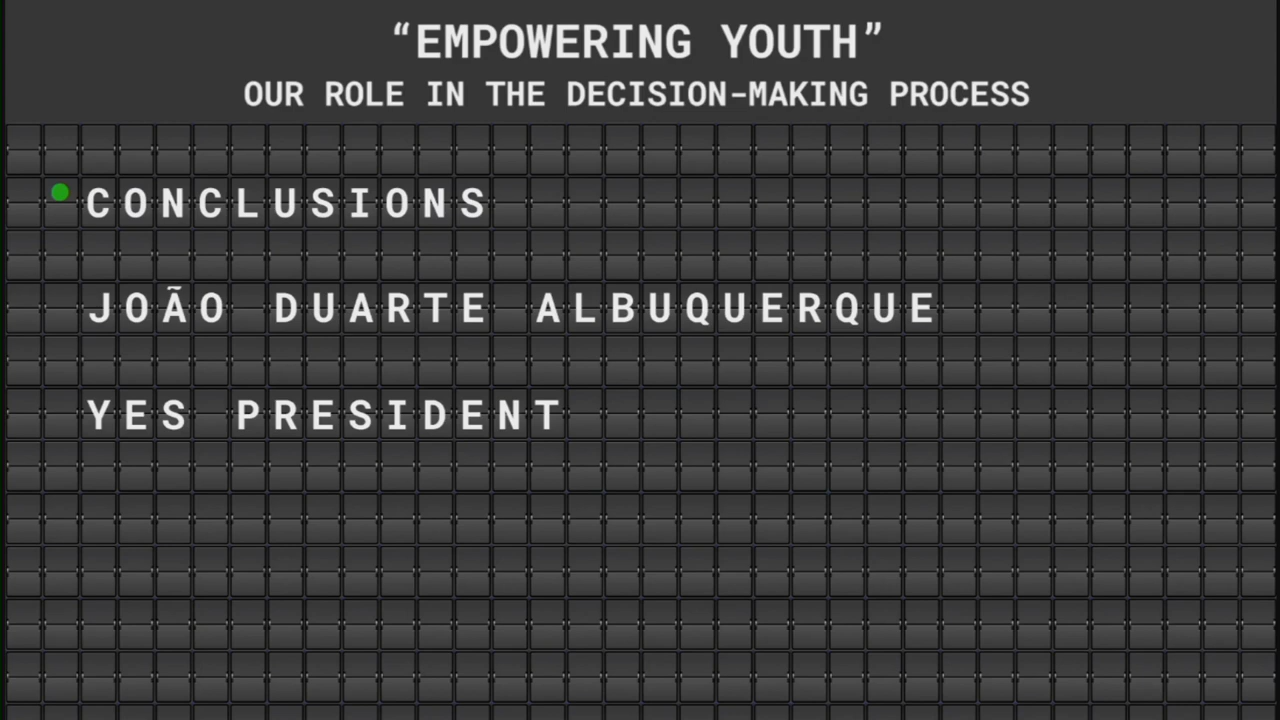 “EMPOWERING YOUTH”
OUR ROLE IN THE DECISION-MAKING PROCESS
CONCLUSIONS
JOÃO DUARTE ALBUQUERQUE
YES PRESIDENT